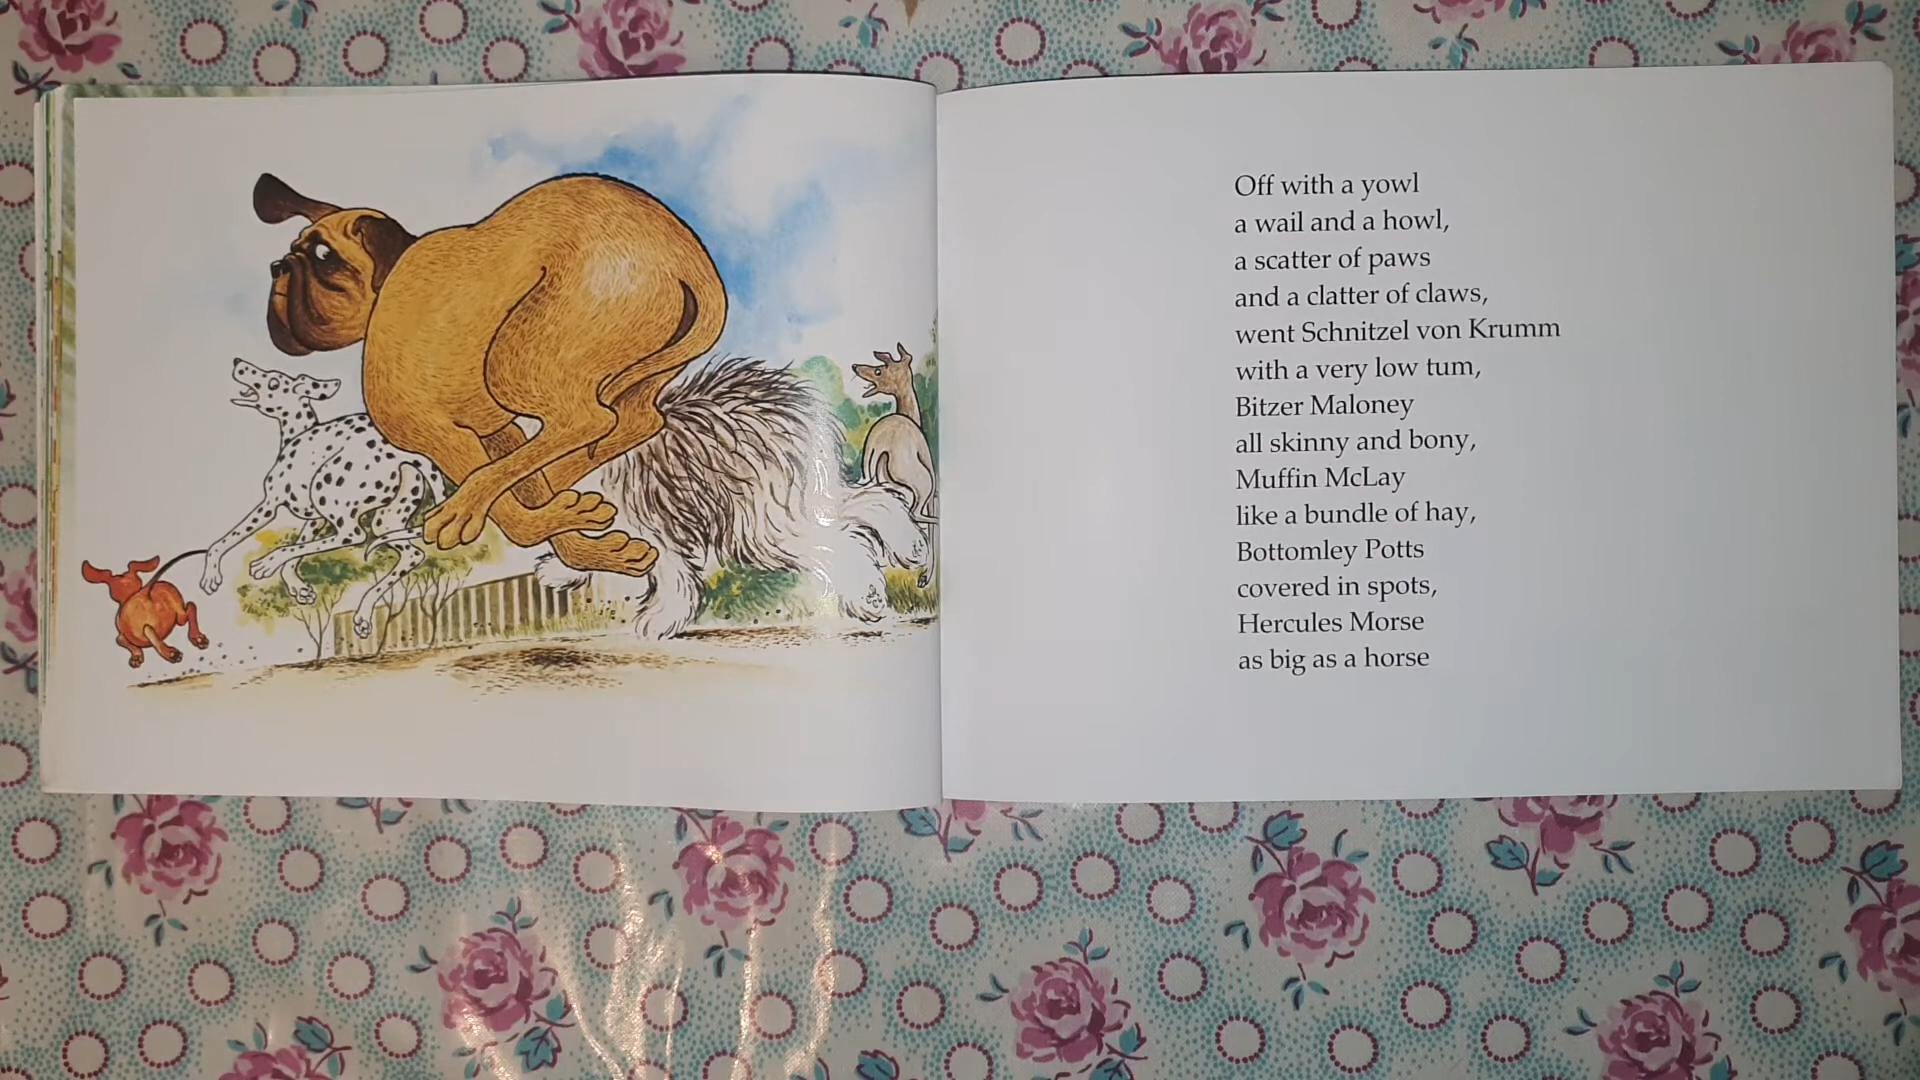 Off with a yowl
a wail and a howl,
a scatter of paws
and a clatter of claws,
went Schnitzel von Krumm
with a very low tum,
Bitzer Maloney
all skinny and bony,
Muffin McLay
like a bundle of hay,
Bottomley Potts
covered in spots,
Hercules Morse
as big as a horse